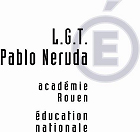 L.G.T.
Pablo Neruda
académie
Rouen
éducation
nationale